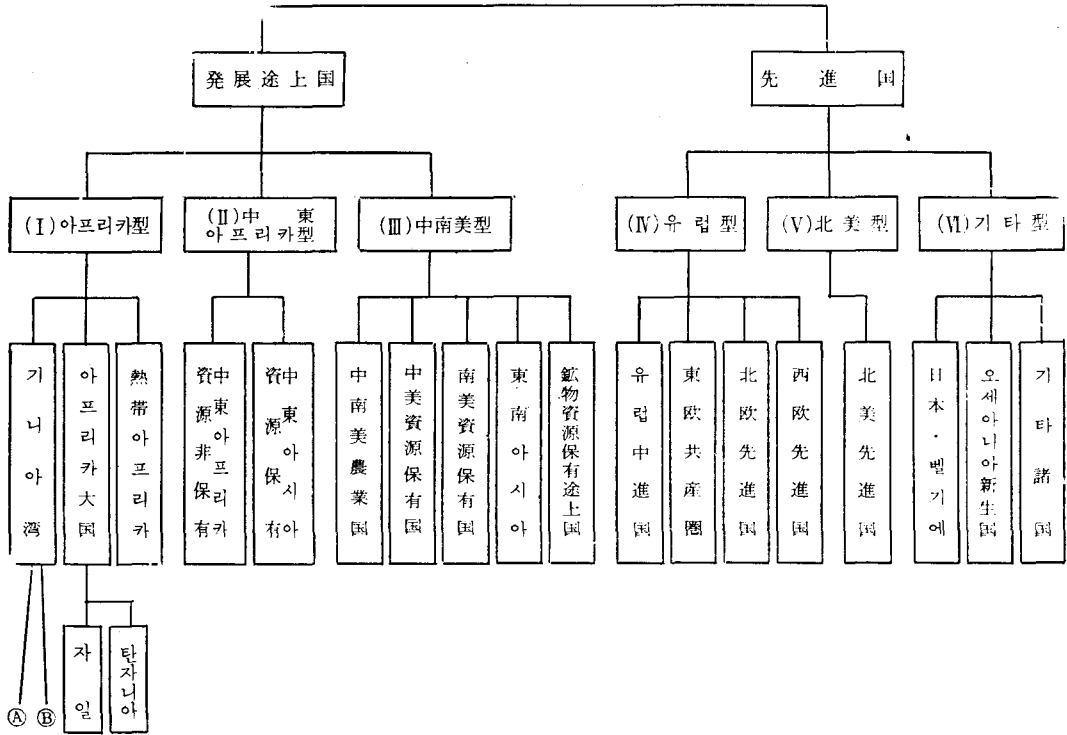 発展途上国
先進国
(Ⅰ)아프리카型
(Ⅱ)中東
아프리카型
(Ⅲ)中南美型
(Ⅳ)유럽型
(Ⅴ)北美型
(Ⅵ)기타型
기니아湾
아프리카大国
熱帯아프리카
中東아프리카
資源非保有
中東아시아
資源保有
中南美農業国
中美資源保有国
南美資源保有国
東南아시아
鉱物資源保有途上国
유럽中進国
東欧共産圏
北欧先進国
西欧先進国
北美先進国
日本・벨기에
오세아니아新生国
기타諸国
Ⓐ
Ⓑ
자일
탄자니아